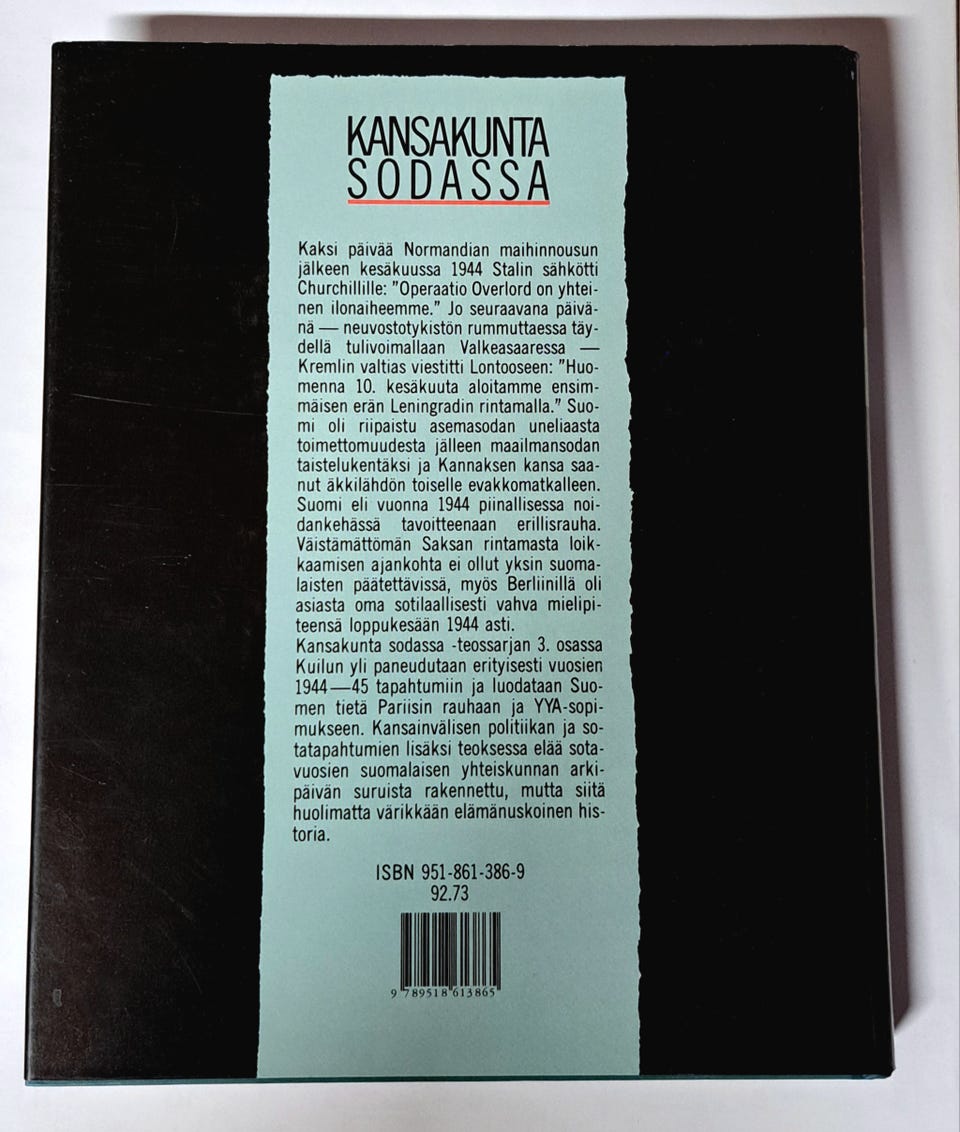 KANSAKUNTA
SODASSA
Kaksi päivää Normandian maihinnousun
jälkeen kesäkuussa 1944 Stalin sähkötti
Churchillille: ”Operaatio Overlord on yhtei-
nen ilonaiheemme.” Jo seuraavana päivä-
nä — neuvostotykistön rummuttaessa täy-
dellä tulivoimallaan Valkeasaaressa —
Kremlin valtias viestitti Lontooseen: ”Huo-
menna 10. kesäkuuta aloitamme ensim-
mäisen erän Leningradin rintamalla.” Suo-
mi oli riipaistu asemasodan uneliaasta
toimettomuudesta jälleen maailmansodan
taistelukentäksi ja Kannaksen kansa saa-
nut äkkilähdön toiselle evakkomatkalleen.
Suomi eli vuonna 1944 piinallisessa noi-
dankehässä tavoitteenaan erillisrauha.
Väistämättömän Saksan rintamasta loik-
kaamisen ajankohta ei ollut yksin suoma-
laisten päätettävissä, myös Berliinillä oli
asiasta oma sotilaallisesti vahva mielipi-
teensä loppukesään 1944 asti.
Kansakunta sodassa -teossarjan 3. osassa
Kuilun yli paneudutaan erityisesti vuosien
1944—45 tapahtumiin ja luodataan Suo-
men tietä Pariisin rauhaan ja YYA-sopi-
mukseen. Kansainvälisen politiikan ja so-
tatapahtumien lisäksi teoksessa elää sota-
vuosien suomalaisen yhteiskunnan arki-
päivän suruista rakennettu, mutta siitä
huolimatta värikkään elämänuskoinen his-
toria.
ISBN 951-861-386-9
92.73
9 789518 613865